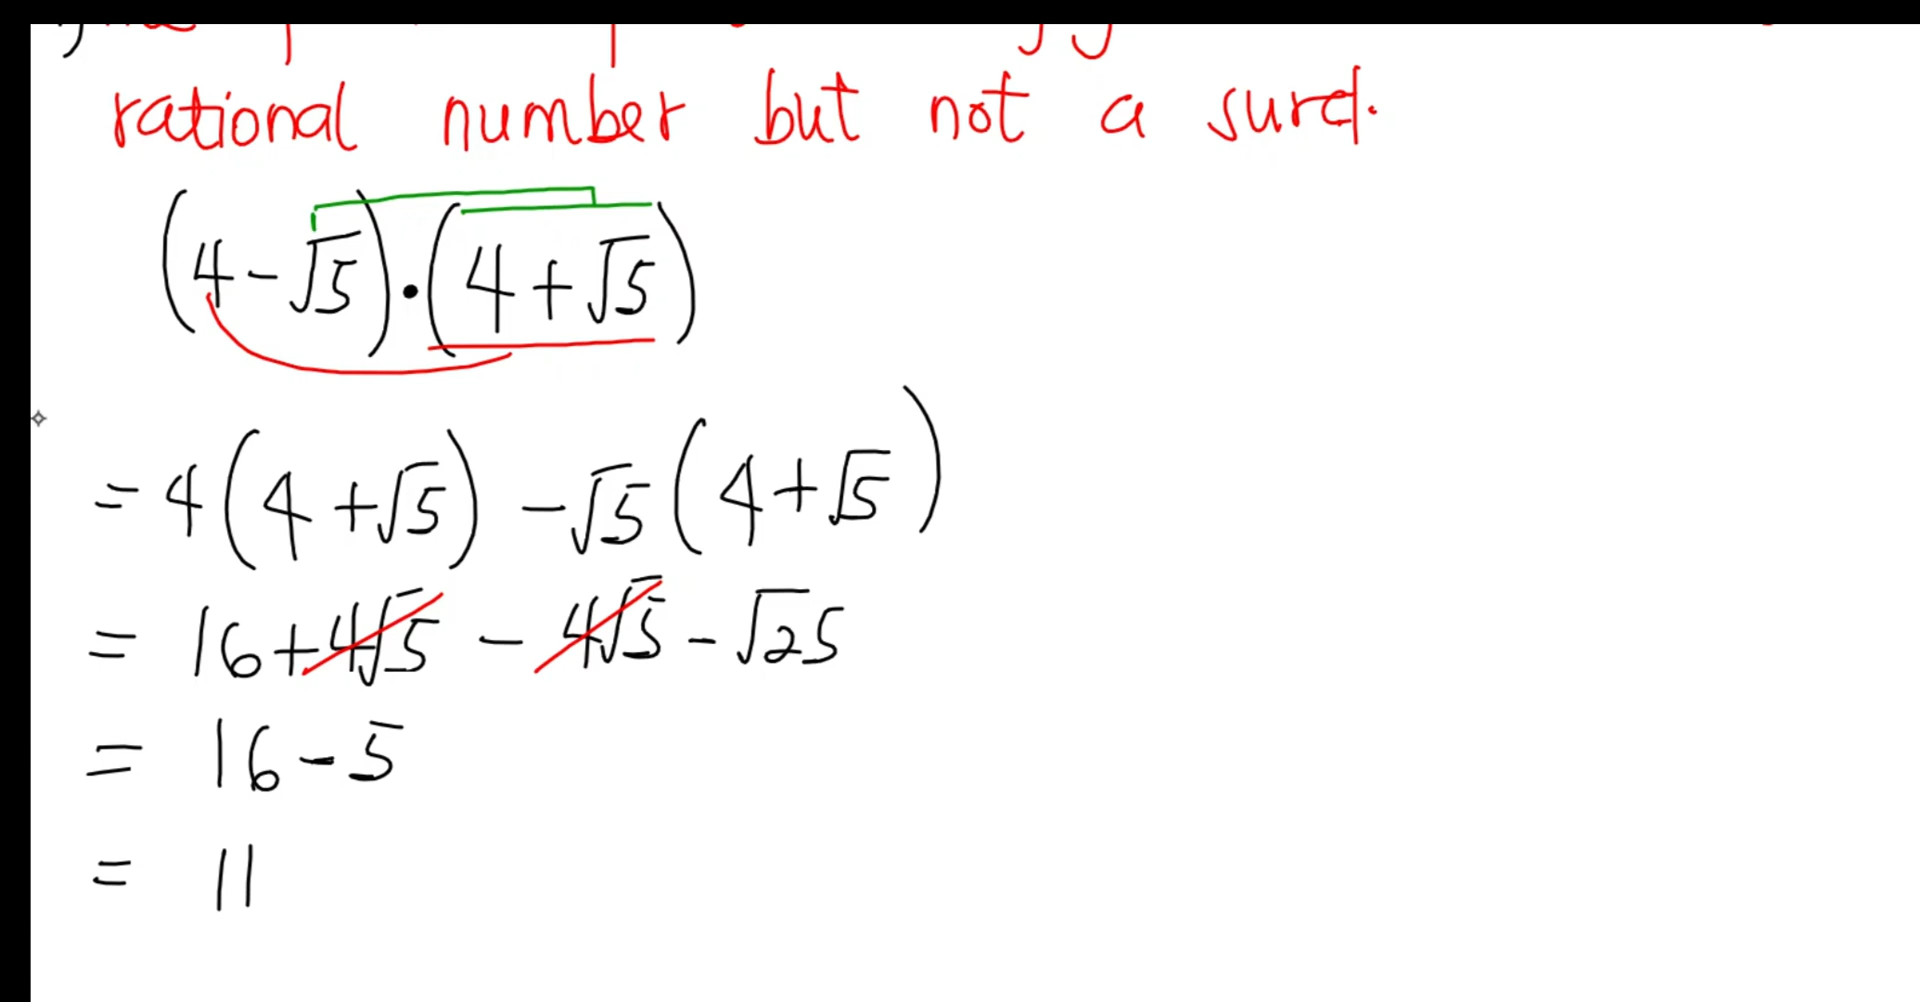 rational number but not a surd.
(4-√5)·(4+√5)
=4(4+√5)-√5(4+√5)
= 16+4√5 - 4√5-√25
= 16-5
= 11